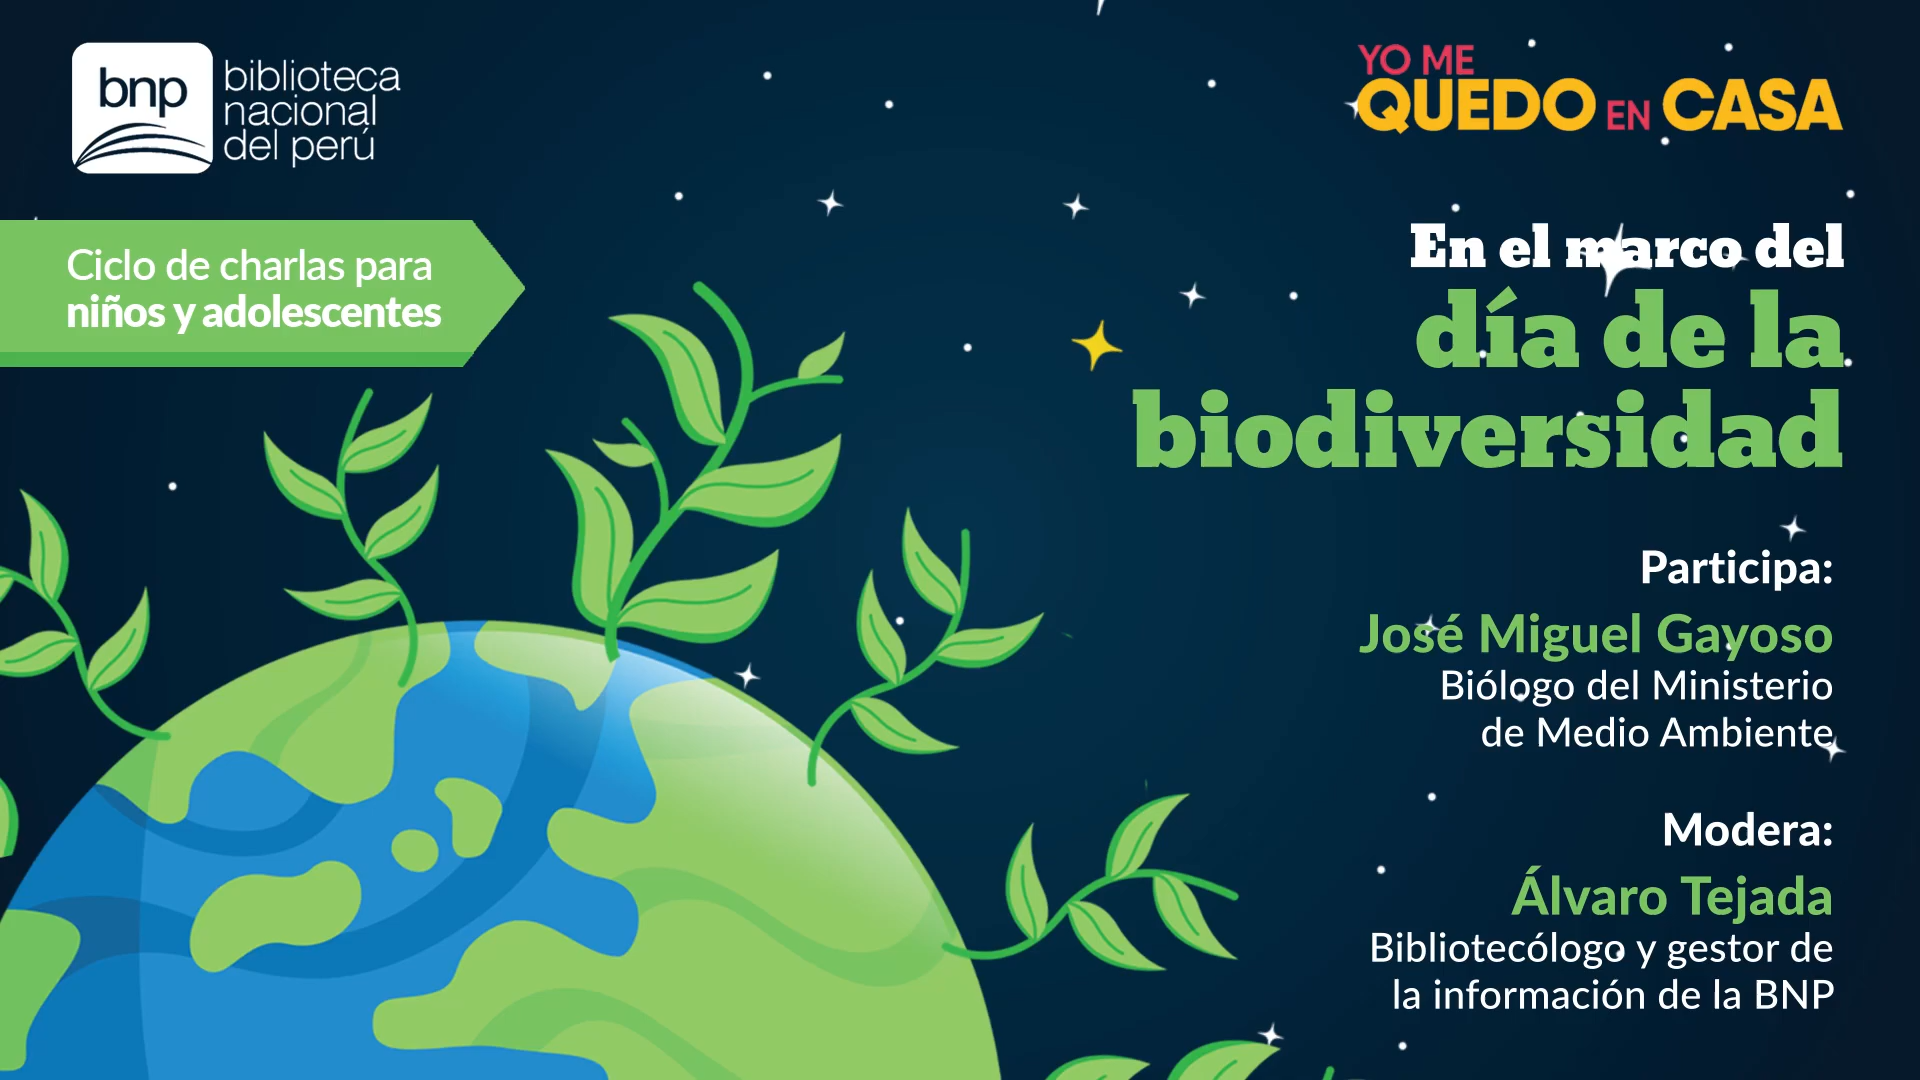 bnp
biblioteca
nacional
del perú
YO ME
QUEDO EN CASA
Ciclo de charlas para
niños y adolescentes
En el marco del
día de la
biodiversidad
Participa:
José Miguel Gayoso
Biólogo del Ministerio
de Medio Ambiente
Modera:
Álvaro Tejada
Bibliotecólogo y gestor de
la información de la BNP